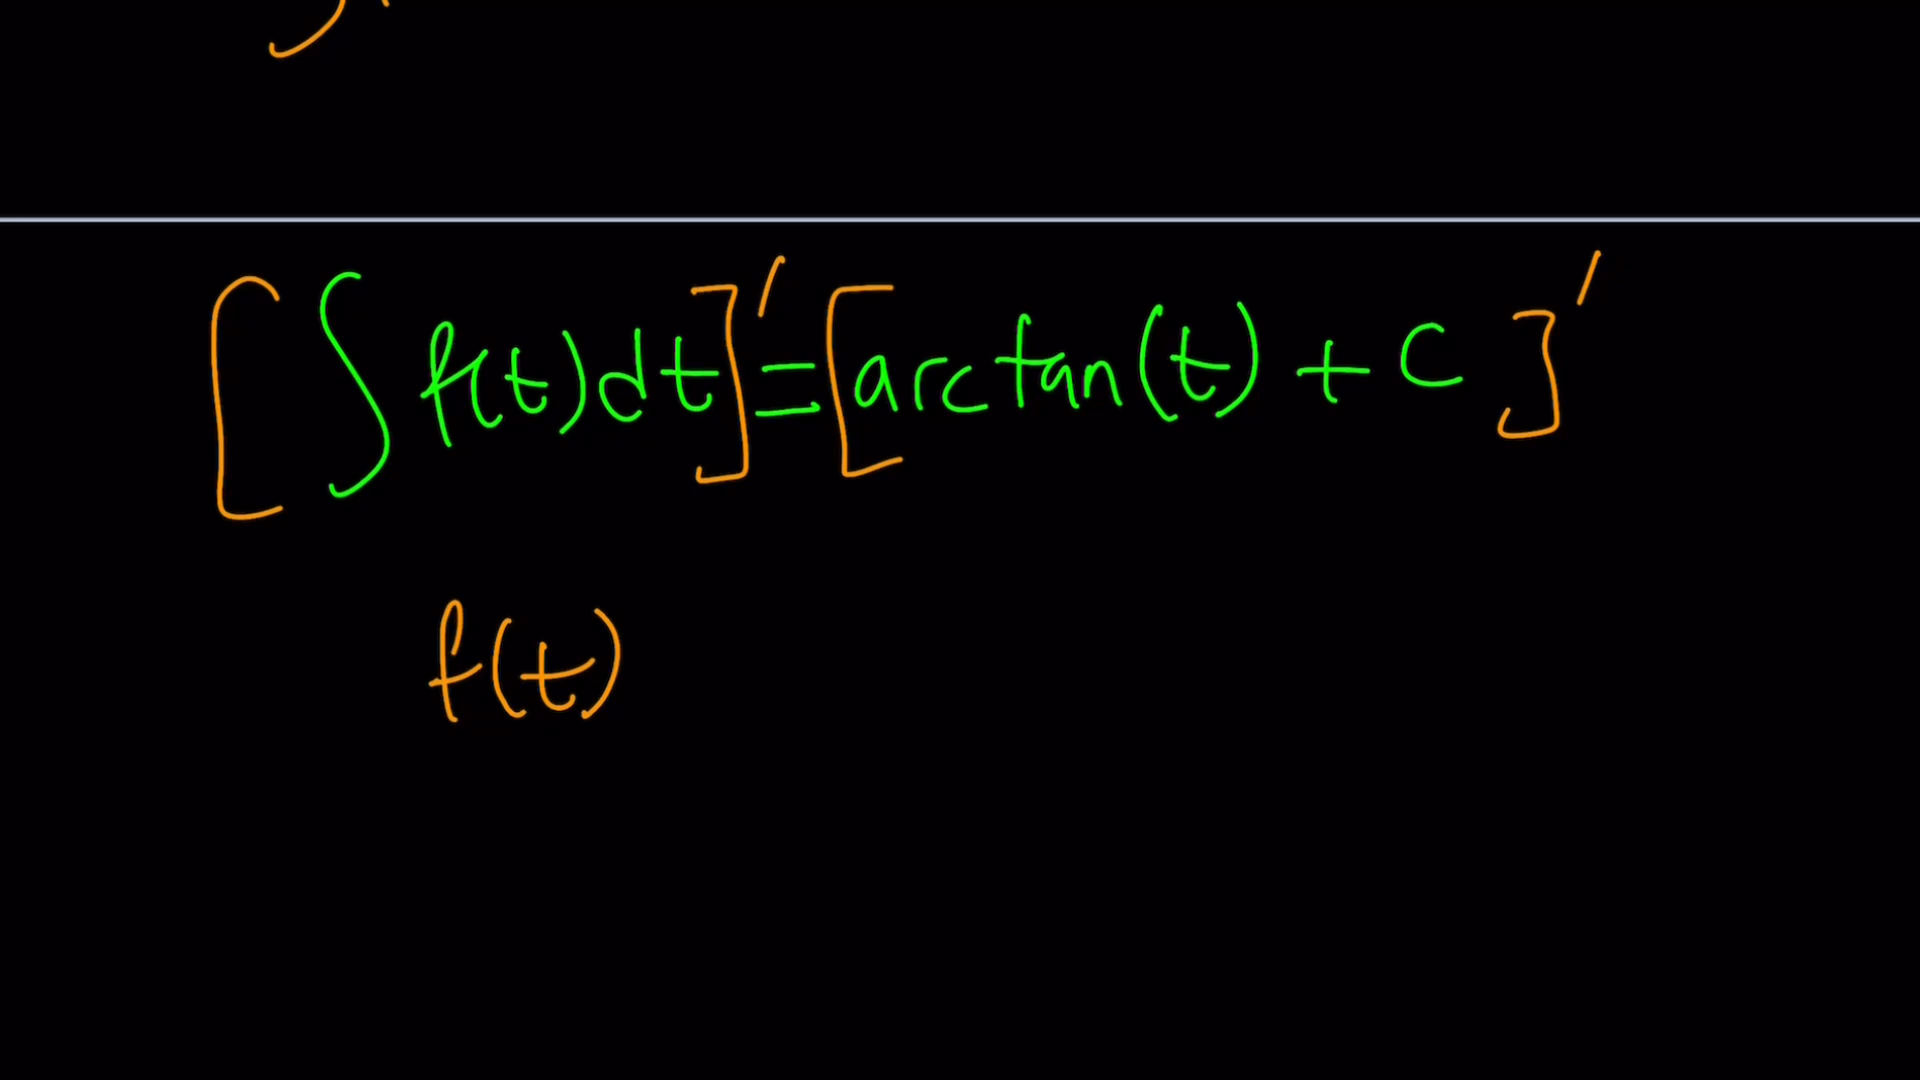 [∫ f(t)dt]' = [arctan(t) + c]'
f(t)